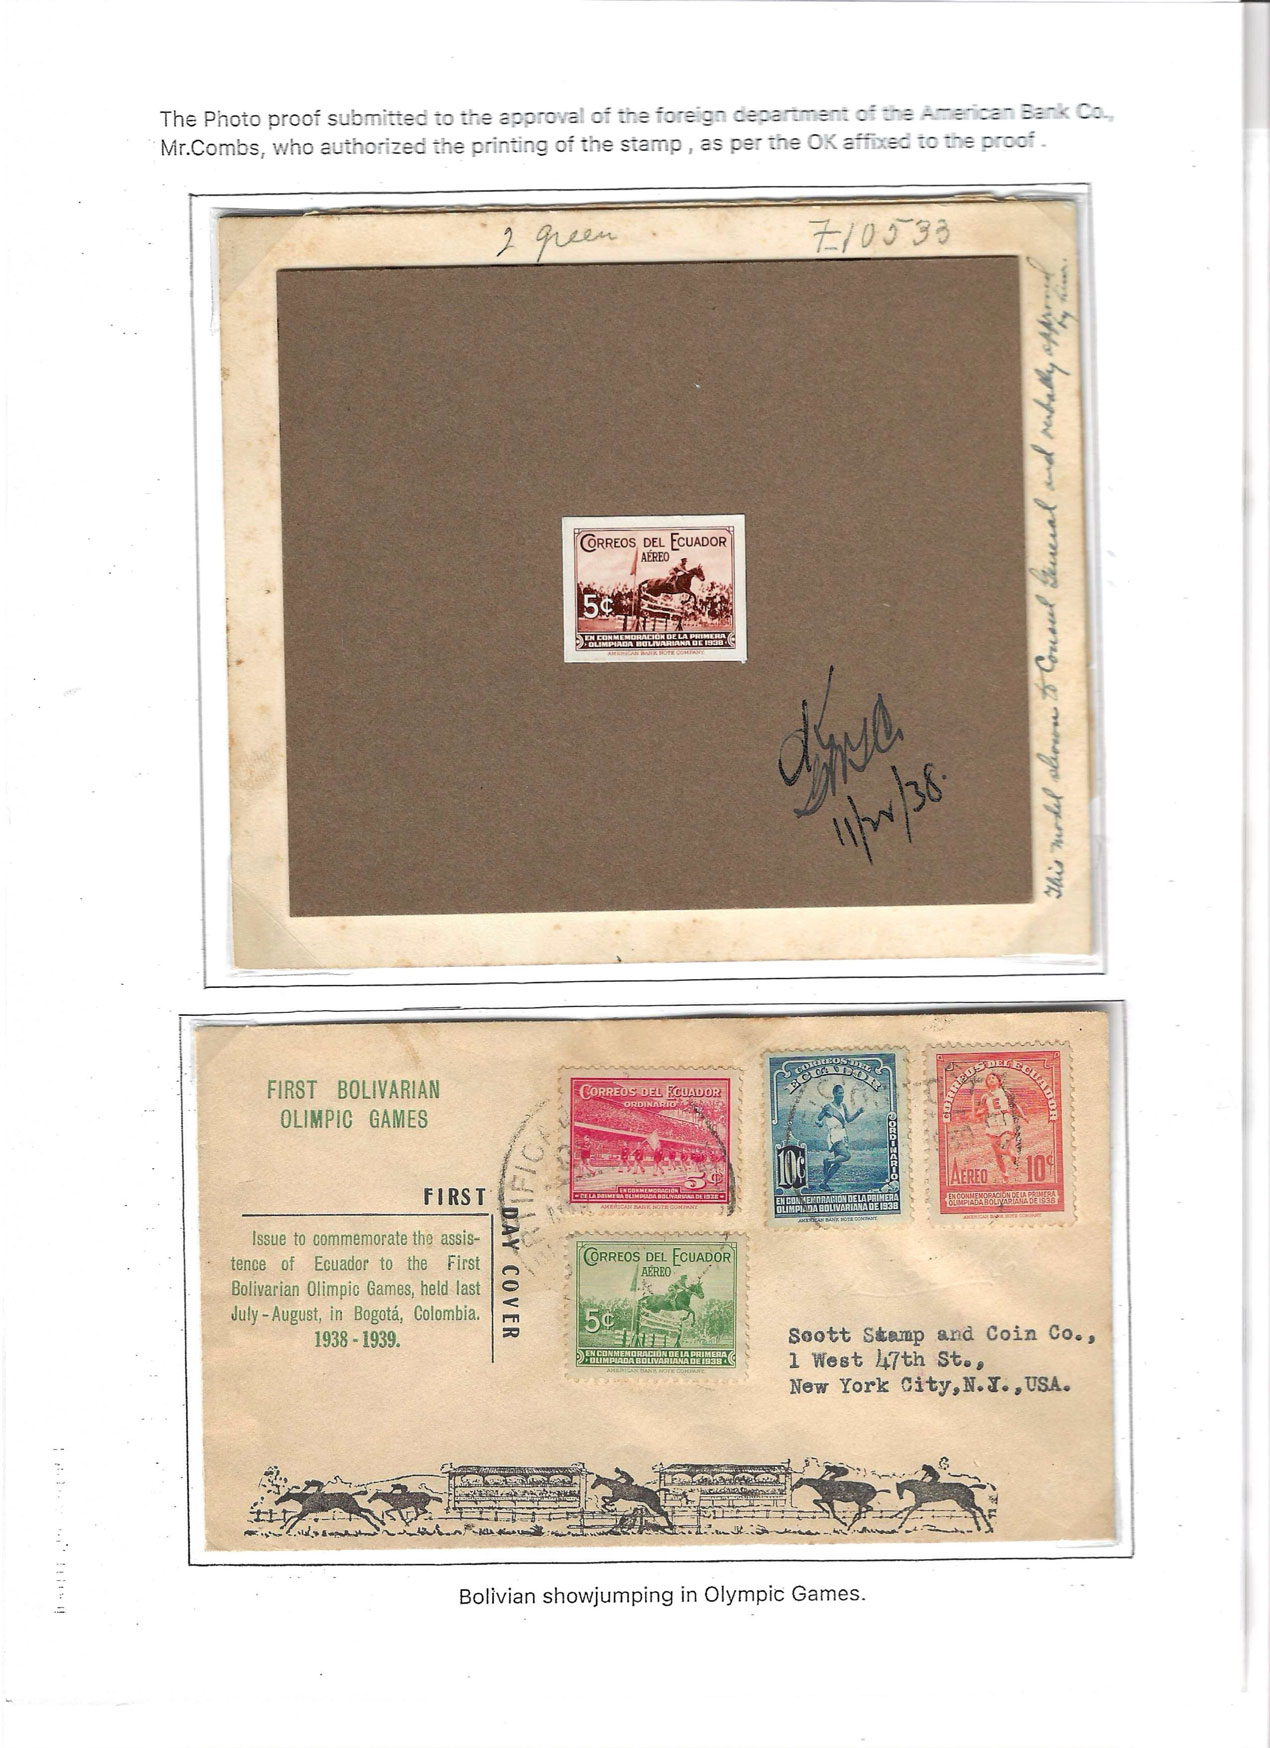 The Photo proof submitted to the approval of the foreign department of the American Bank Co.,
Mr.Combs, who authorized the printing of the stamp , as per the OK affixed to the proof .
2 green
F10533
This model shown to Consul General and verbally approved
by him.
CORREOS DEL ECUADOR
AÉREO
5¢
EN CONMEMORACIÓN DE LA PRIMERA
OLIMPIADA BOLIVARIANA DE 1938
AMERICAN BANK NOTE COMPANY.
OK
11/22/38.
FIRST BOLIVARIAN
OLIMPIC GAMES
FIRST
DAY COVER
Issue to commemorate the assis-
tence of Ecuador to the First
Bolivarian Olimpic Games, held last
July-August, in Bogotá, Colombia.
1938-1939.
CORREOS DEL ECUADOR
ORDINARIO
5¢
EN CONMEMORACIÓN
DE LA PRIMERA OLIMPIADA BOLIVARIANA DE 1938
AMERICAN BANK NOTE COMPANY.
CORREOS DEL
ECUADOR
ORDINARIO
10¢
EN CONMEMORACIÓN DE LA PRIMERA
OLIMPIADA BOLIVARIANA DE 1938
AMERICAN BANK NOTE COMPANY.
CORREOS DEL ECUADOR
E
AÉREO 10¢
EN CONMEMORACIÓN DE LA PRIMERA
OLIMPIADA BOLIVARIANA DE 1938
AMERICAN BANK NOTE COMPANY.
CORREOS DEL ECUADOR
AÉREO
5¢
EN CONMEMORACIÓN DE LA PRIMERA
OLIMPIADA BOLIVARIANA DE 1938
AMERICAN BANK NOTE COMPANY.
Scott Stamp and Coin Co.,
1 West 47th St.,
New York City,N.Y.,USA.
Bolivian showjumping in Olympic Games.